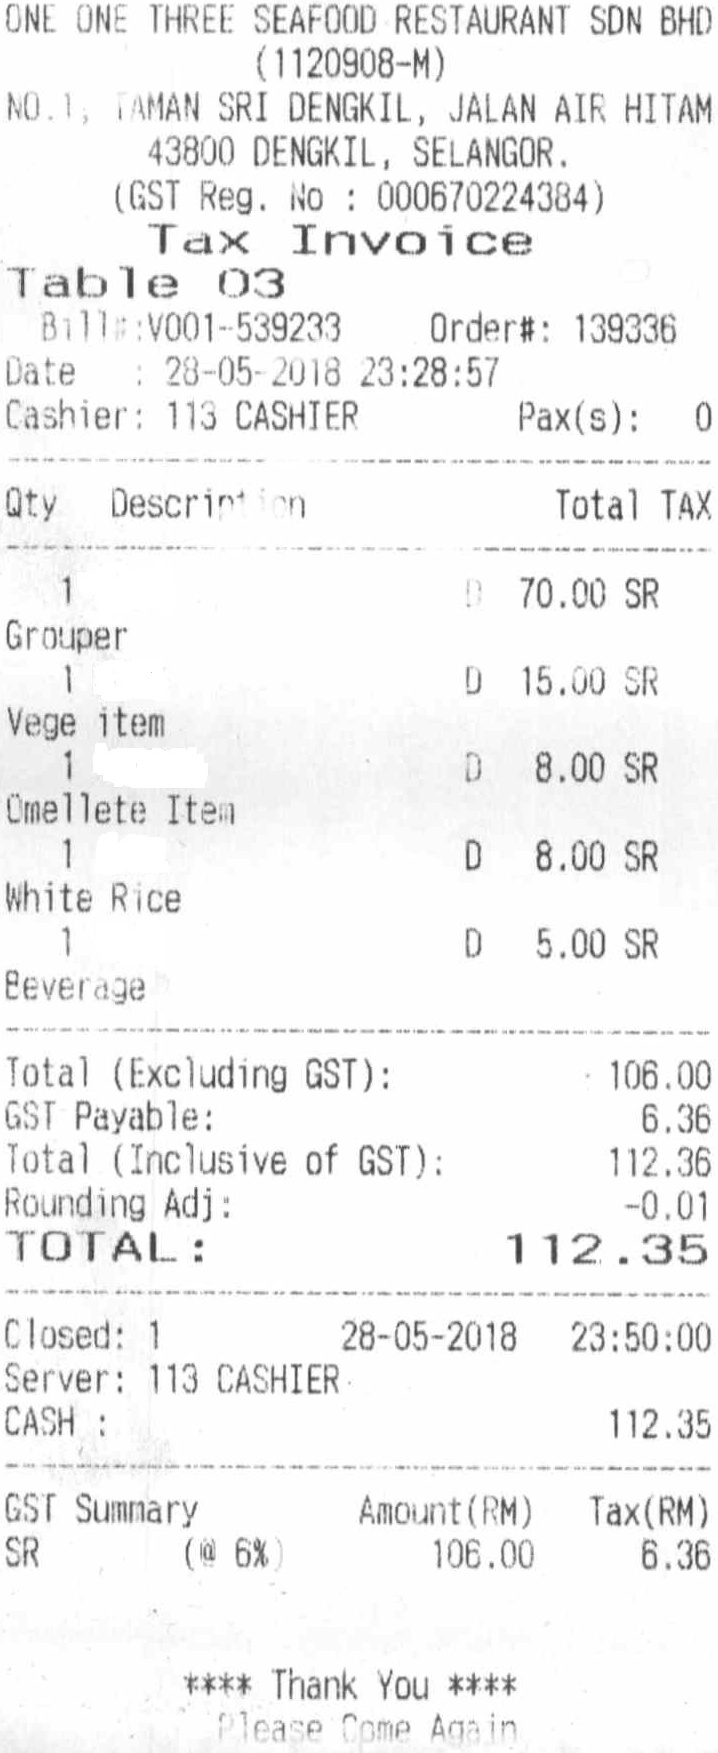 ONE ONE THREE SEAFOOD RESTAURANT SDN BHD
(1120908-M)
NO.1, TAMAN SRI DENGKIL, JALAN AIR HITAM
43800 DENGKIL, SELANGOR.
(GST Reg. No : 000670224384)
Tax Invoice
Table 03
Bill#:V001-539233 Order#: 139336
Date : 28-05-2018 23:28:57
Cashier: 113 CASHIER Pax(s): 0
Qty Description Total TAX
1 D 70.00 SR
Grouper
1 D 15.00 SR
Vege item
1 D 8.00 SR
Omellete Item
1 D 8.00 SR
White Rice
1 D 5.00 SR
Beverage
Total (Excluding GST): 106.00
GST Payable: 6.36
Total (Inclusive of GST): 112.36
Rounding Adj: -0.01
TOTAL: 112.35
Closed: 1 28-05-2018 23:50:00
Server: 113 CASHIER
CASH : 112.35
GST Summary Amount(RM) Tax(RM)
SR (@ 6%) 106.00 6.36
**** Thank You ****
Please Come Again